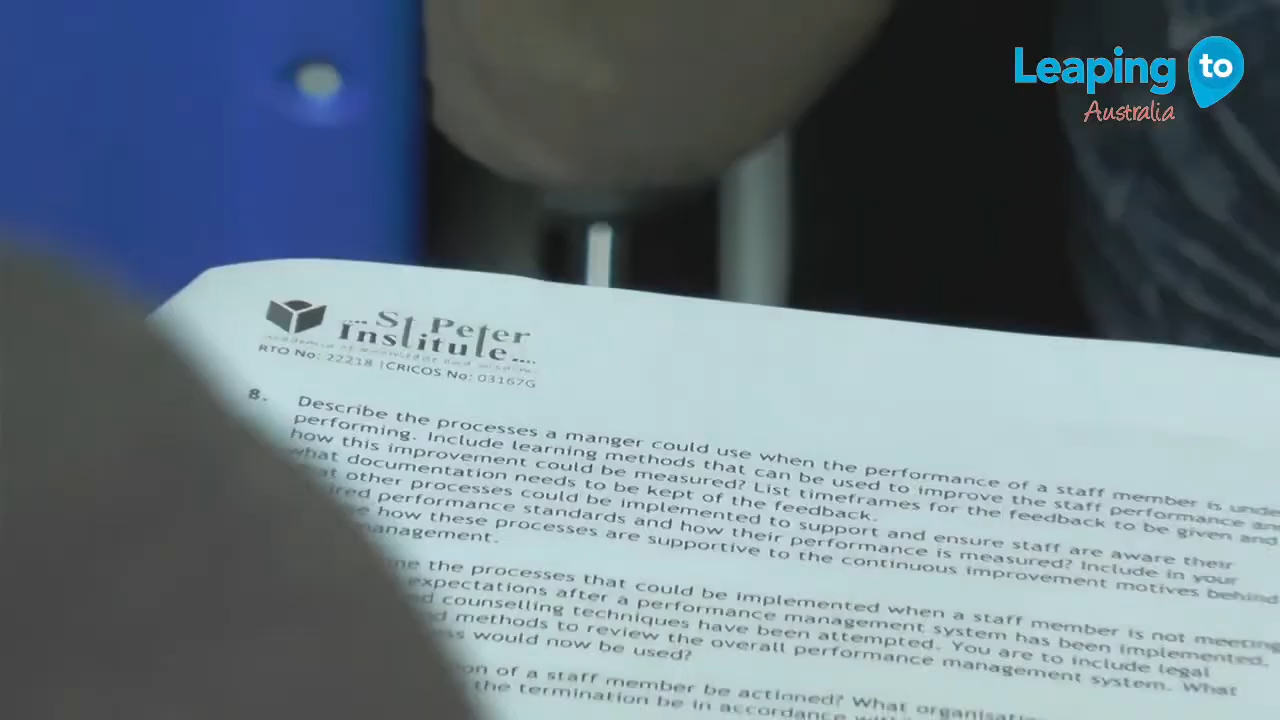 Leaping to
Australia
St Peter
Institute
RTO No: 22218 | CRICOS No: 03167G
8. Describe the processes a manger could use when the performance of a staff member is under
performing. Include learning methods that can be used to improve the staff performance and
how this improvement could be measured? List timeframes for the feedback to be given and
what documentation needs to be kept of the feedback.
other processes could be implemented to support and ensure staff are aware their
performance standards and how their performance is measured? Include in your
how these processes are supportive to the continuous improvement motives behind
management.
the processes that could be implemented when a staff member is not meeting
expectations after a performance management system has been implemented,
counselling techniques have been attempted. You are to include legal
methods to review the overall performance management system. What
would now be used?
of a staff member be actioned? What
the termination be in accordance